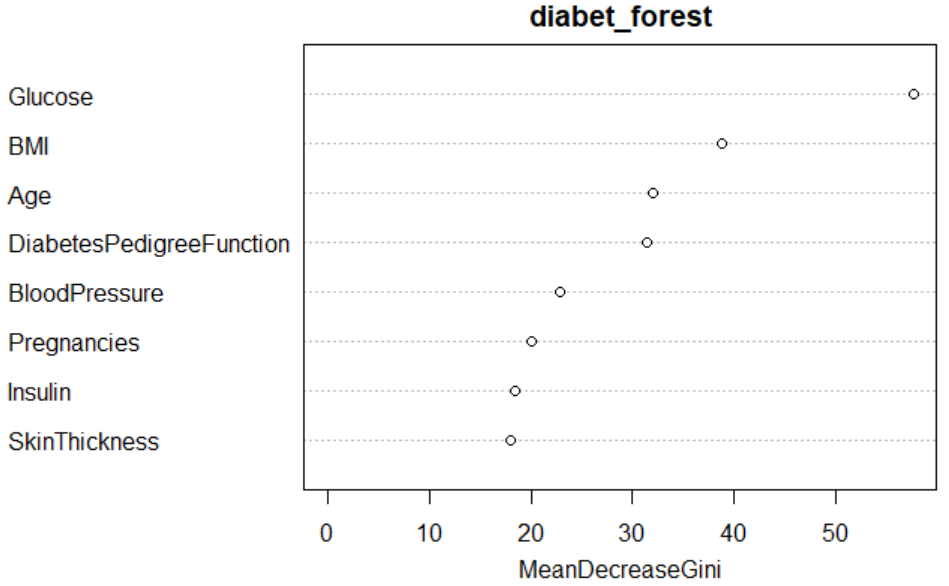 diabet_forest
Glucose
BMI
Age
DiabetesPedigreeFunction
BloodPressure
Pregnancies
Insulin
SkinThickness
0 10 20 30 40 50
MeanDecreaseGini